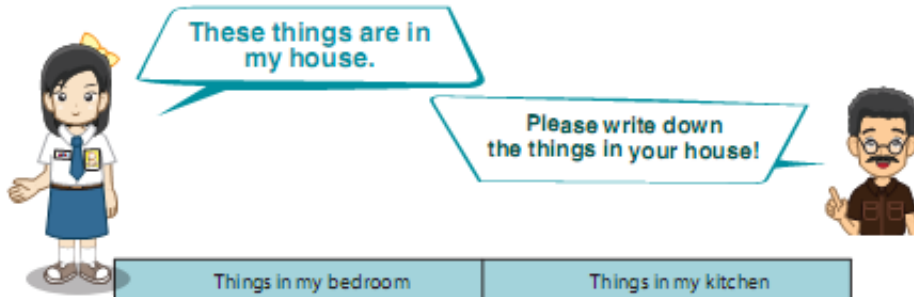 These things are in
my house.
Please write down
the things in your house!
Things in my bedroom
Things in my kitchen